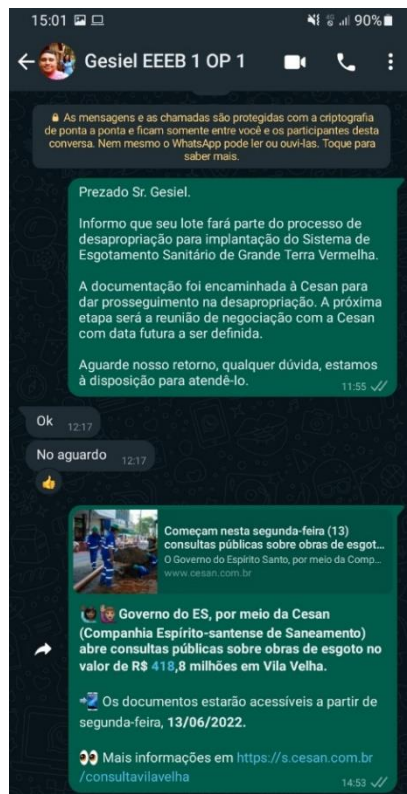 15:01 90%
Gesiel EEEB 1 OP 1
As mensagens e as chamadas são protegidas com a criptografia
de ponta a ponta e ficam somente entre você e os participantes desta
conversa. Nem mesmo o WhatsApp pode ler ou ouvi-las. Toque para
saber mais.
Prezado Sr. Gesiel.
Informo que seu lote fará parte do processo de
desapropriação para implantação do Sistema de
Esgotamento Sanitário de Grande Terra Vermelha.
A documentação foi encaminhada à Cesan para
dar prosseguimento na desapropriação. A próxima
etapa será a reunião de negociação com a Cesan
com data futura a ser definida.
Aguarde nosso retorno, qualquer dúvida, estamos
à disposição para atendê-lo.
11:55
Ok 12:17
No aguardo 12:17
👍
Começam nesta segunda-feira (13)
consultas públicas sobre obras de esgot...
O Governo do Espírito Santo, por meio da Comp...
www.cesan.com.br
Governo do ES, por meio da Cesan
(Companhia Espírito-santense de Saneamento)
abre consultas públicas sobre obras de esgoto no
valor de R$ 418,8 milhões em Vila Velha.
📲 Os documentos estarão acessíveis a partir de
segunda-feira, 13/06/2022.
👀 Mais informações em https://s.cesan.com.br
/consultavilavelha
14:53